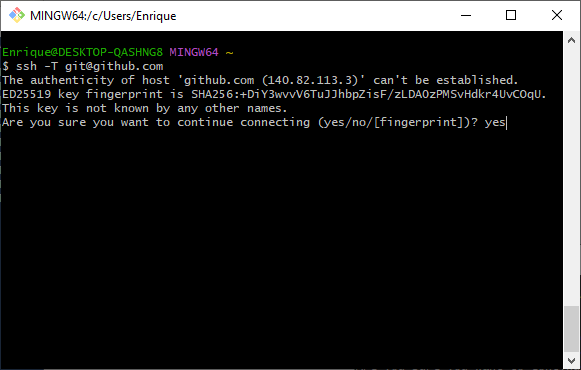 MINGW64:/c/Users/Enrique
Enrique@DESKTOP-QASHNG8 MINGW64 ~
$ ssh -T git@github.com
The authenticity of host 'github.com (140.82.113.3)' can't be established.
ED25519 key fingerprint is SHA256:+DiY3wvvV6TuJJhbpZisF/zLDA0zPMSvHdkr4UvCOqU.
This key is not known by any other names.
Are you sure you want to continue connecting (yes/no/[fingerprint])? yes